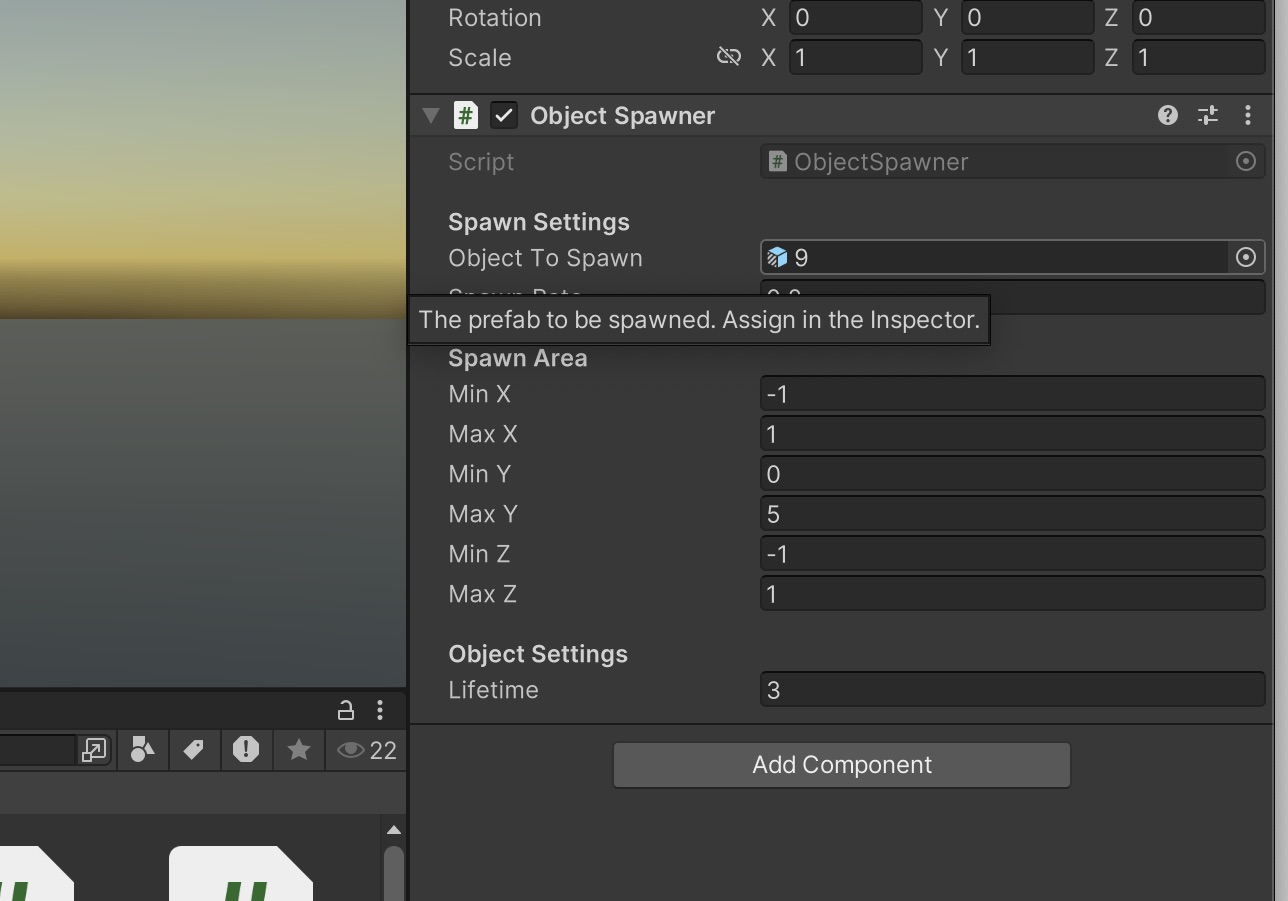 Rotation X 0 Y 0 Z 0
Scale X 1 Y 1 Z 1
# Object Spawner
Script # ObjectSpawner
Spawn Settings
Object To Spawn 9
The prefab to be spawned. Assign in the Inspector.
Spawn Area
Min X -1
Max X 1
Min Y 0
Max Y 5
Min Z -1
Max Z 1
Object Settings
Lifetime 3
22
Add Component